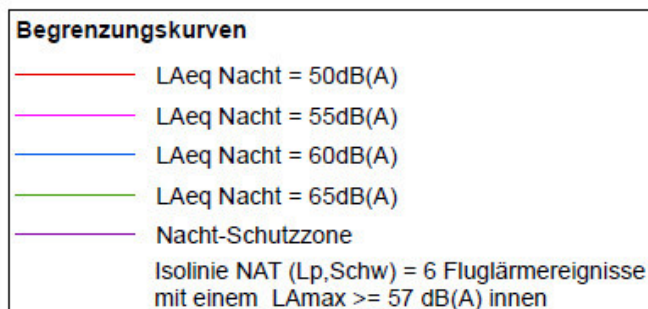 Begrenzungskurven
LAeq Nacht = 50dB(A)
LAeq Nacht = 55dB(A)
LAeq Nacht = 60dB(A)
LAeq Nacht = 65dB(A)
Nacht-Schutzzone
Isolinie NAT (Lp,Schw) = 6 Fluglärmereignisse
mit einem LAmax >= 57 dB(A) innen